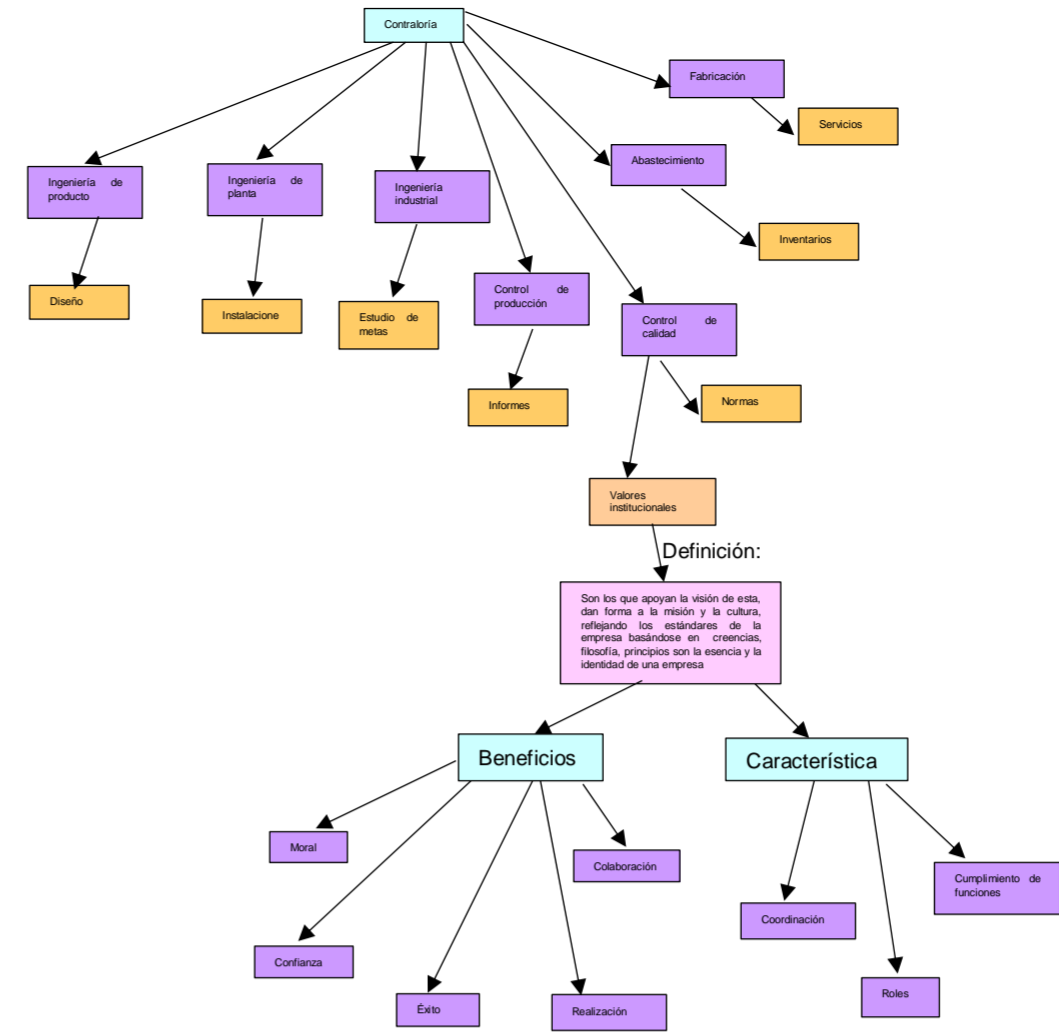 Contraloría
Fabricación
Servicios
Abastecimiento
Inventarios
Ingeniería de
producto
Ingeniería de
planta
Ingeniería
industrial
Control de
producción
Control de
calidad
Diseño
Instalacione
Estudio de
metas
Informes
Normas
Valores
institucionales
Definición:
Son los que apoyan la visión de esta,
dan forma a la misión y la cultura,
reflejando los estándares de la
empresa basándose en creencias,
filosofía, principios son la esencia y la
identidad de una empresa
Beneficios
Moral
Confianza
Éxito
Realización
Colaboración
Característica
Coordinación
Roles
Cumplimiento de
funciones